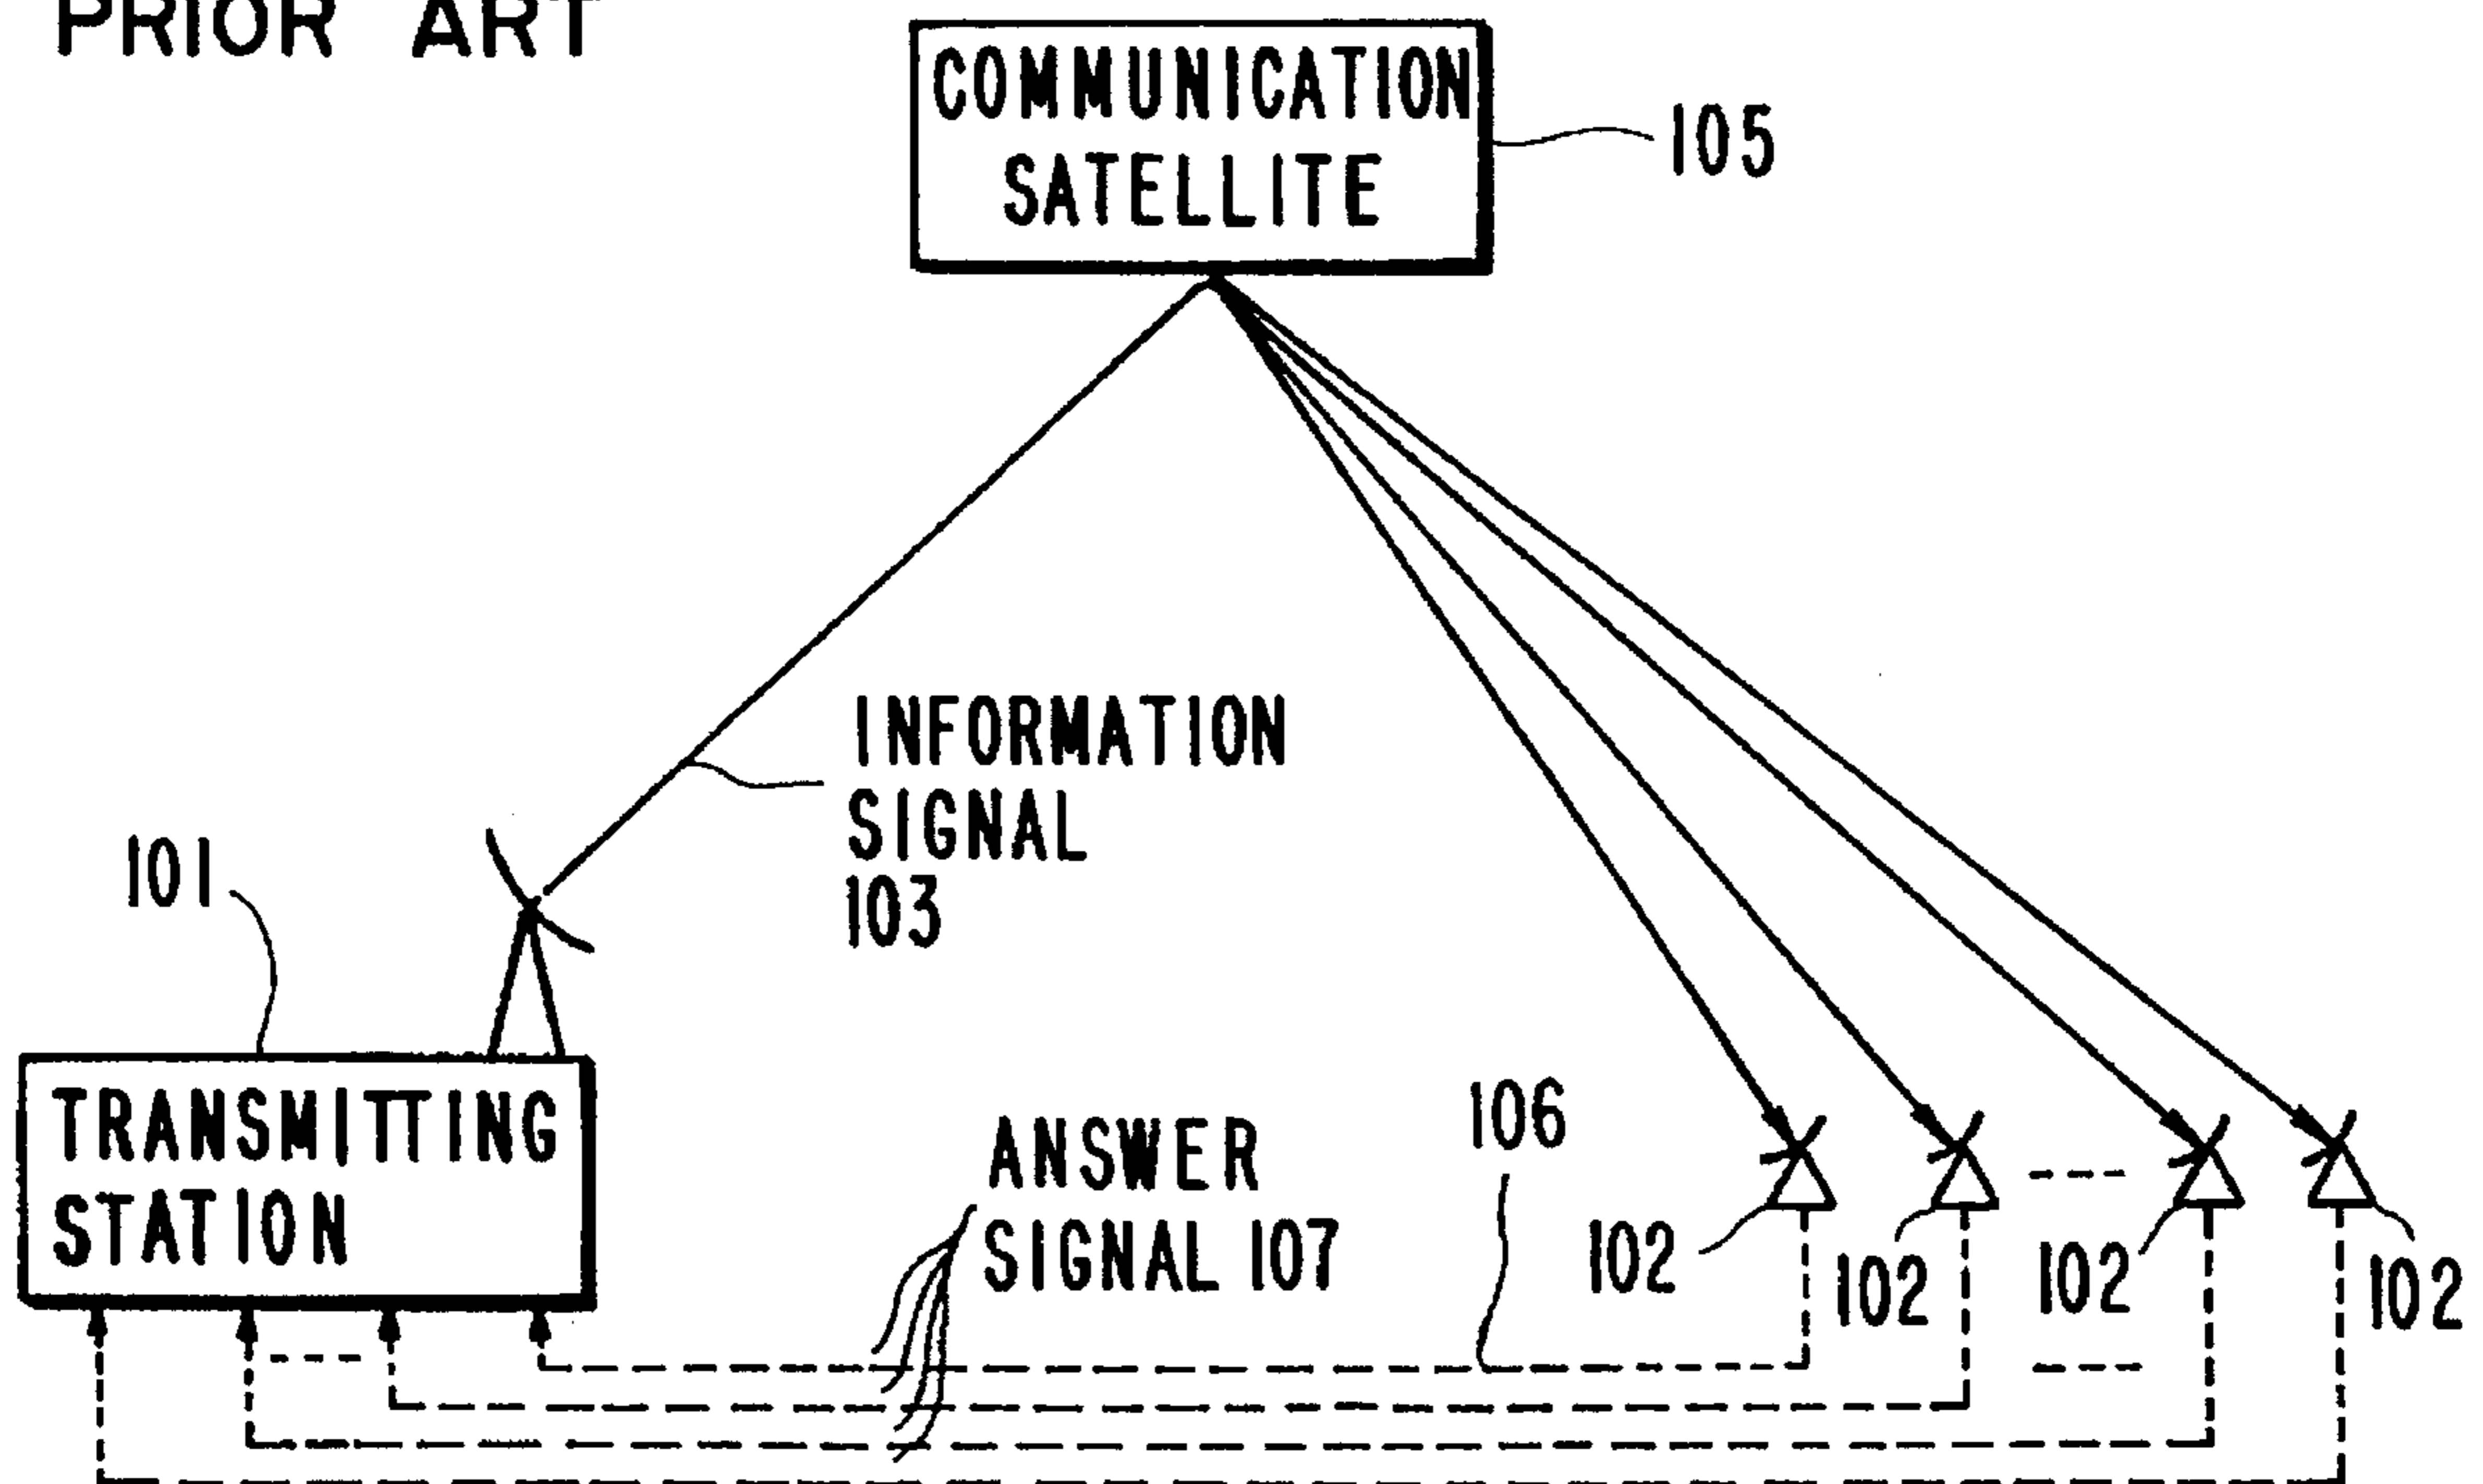 PRIOR ART
COMMUNICATION
SATELLITE
105
INFORMATION
SIGNAL
103
101
TRANSMITTING
STATION
ANSWER
SIGNAL 107
106
102
102
102
102